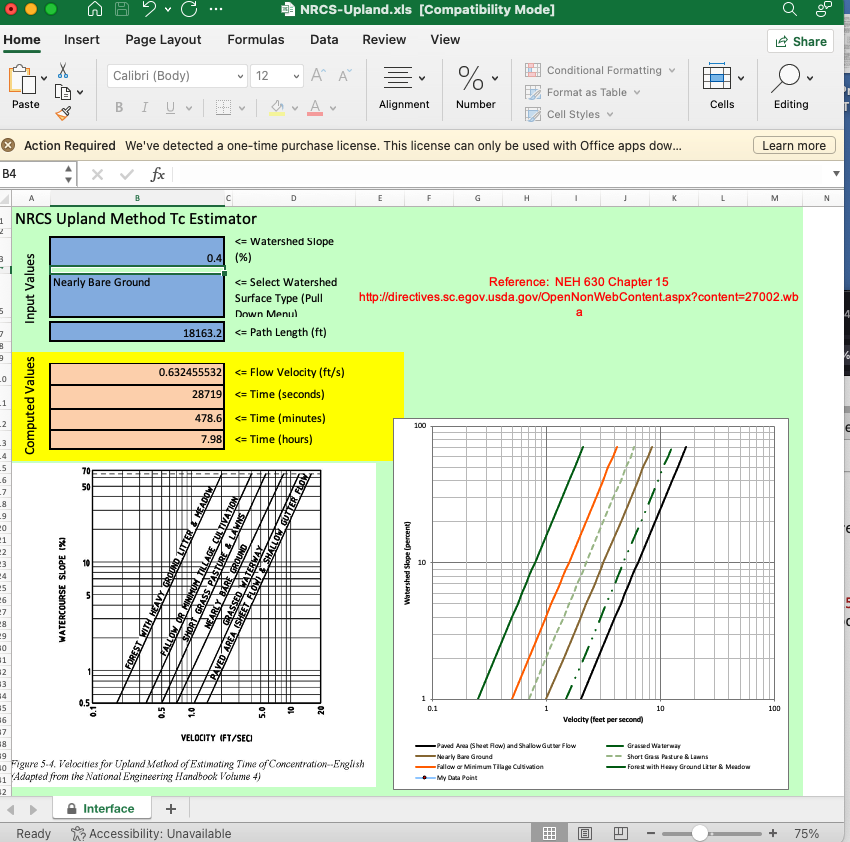 NRCS-Upland.xls [Compatibility Mode]
Home Insert Page Layout Formulas Data Review View Share
Paste
Calibri (Body) 12 A A
B I U A
Alignment
%
Number
Conditional Formatting
Format as Table
Cell Styles
Cells
Editing
Action Required We've detected a one-time purchase license. This license can only be used with Office apps dow... Learn more
B4 fx
A B C D E F G H I J K L M N
NRCS Upland Method Tc Estimator
Input Values
0.4 <= Watershed Slope
(%)
Nearly Bare Ground <= Select Watershed
Surface Type (Pull
Down Menu)
18163.2 <= Path Length (ft)
Reference: NEH 630 Chapter 15
http://directives.sc.egov.usda.gov/OpenNonWebContent.aspx?content=27002.wb
a
Computed Values
0.632455532 <= Flow Velocity (ft/s)
28719 <= Time (seconds)
478.6 <= Time (minutes)
7.98 <= Time (hours)
WATERCOURSE SLOPE (%)
70
50
10
5
1
0.5
FOREST WITH HEAVY GROUND LITTER & MEADOW
FALLOW OR MINIMUM TILLAGE CULTIVATION
SHORT GRASS PASTURE & LAWNS
NEARLY BARE GROUND
GRASSED WATERWAY
PAVED AREA (SHEET FLOW) & SHALLOW GUTTER FLOW
0.1 0.5 1.0 5.0 10 20
VELOCITY (FT/SEC)
Figure 5-4. Velocities for Upland Method of Estimating Time of Concentration--English
(Adapted from the National Engineering Handbook Volume 4)
Watershed Slope (percent)
100
10
1
0.1 1 10 100
Velocity (feet per second)
Paved Area (Sheet Flow) and Shallow Gutter Flow Grassed Waterway
Nearly Bare Ground Short Grass Pasture & Lawns
Fallow or Minimum Tillage Cultivation Forest with Heavy Ground Litter & Meadow
My Data Point
Interface +
Ready Accessibility: Unavailable 75%